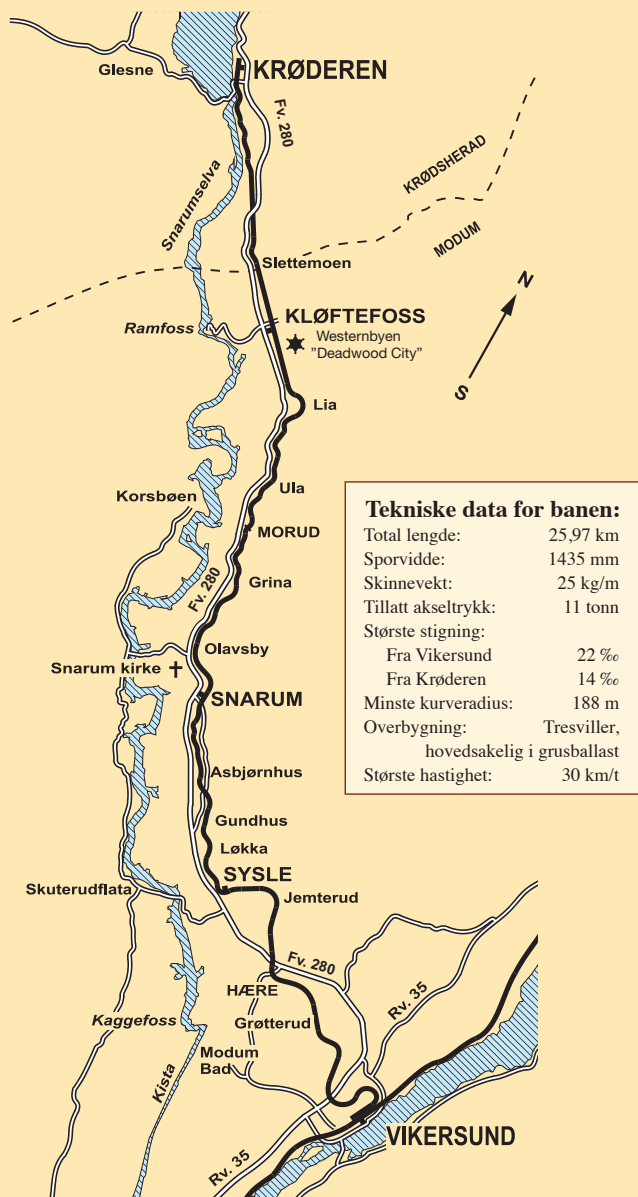 Glesne
KRØDEREN
Fv. 280
Snarumselva
KRØDSHERAD
MODUM
Slettemoen
N
S
KLØFTEFOSS
Ramfoss
Westernbyen
"Deadwood City"
Lia
Ula
Korsbøen
MORUD
Grina
Fv. 280
Olavsby
Snarum kirke
SNARUM
Asbjørnhus
Gundhus
Løkka
SYSLE
Skuterudflata
Jemterud
Fv. 280
HÆRE
Rv. 35
Kaggefoss
Grøtterud
Modum
Bad
Kista
VIKERSUND
Rv. 35
Tekniske data for banen:
Total lengde: 25,97 km
Sporvidde: 1435 mm
Skinnevekt: 25 kg/m
Tillatt akseltrykk: 11 tonn
Største stigning:
Fra Vikersund 22 ‰
Fra Krøderen 14 ‰
Minste kurveradius: 188 m
Overbygning: Tresviller,
hovedsakelig i grusballast
Største hastighet: 30 km/t